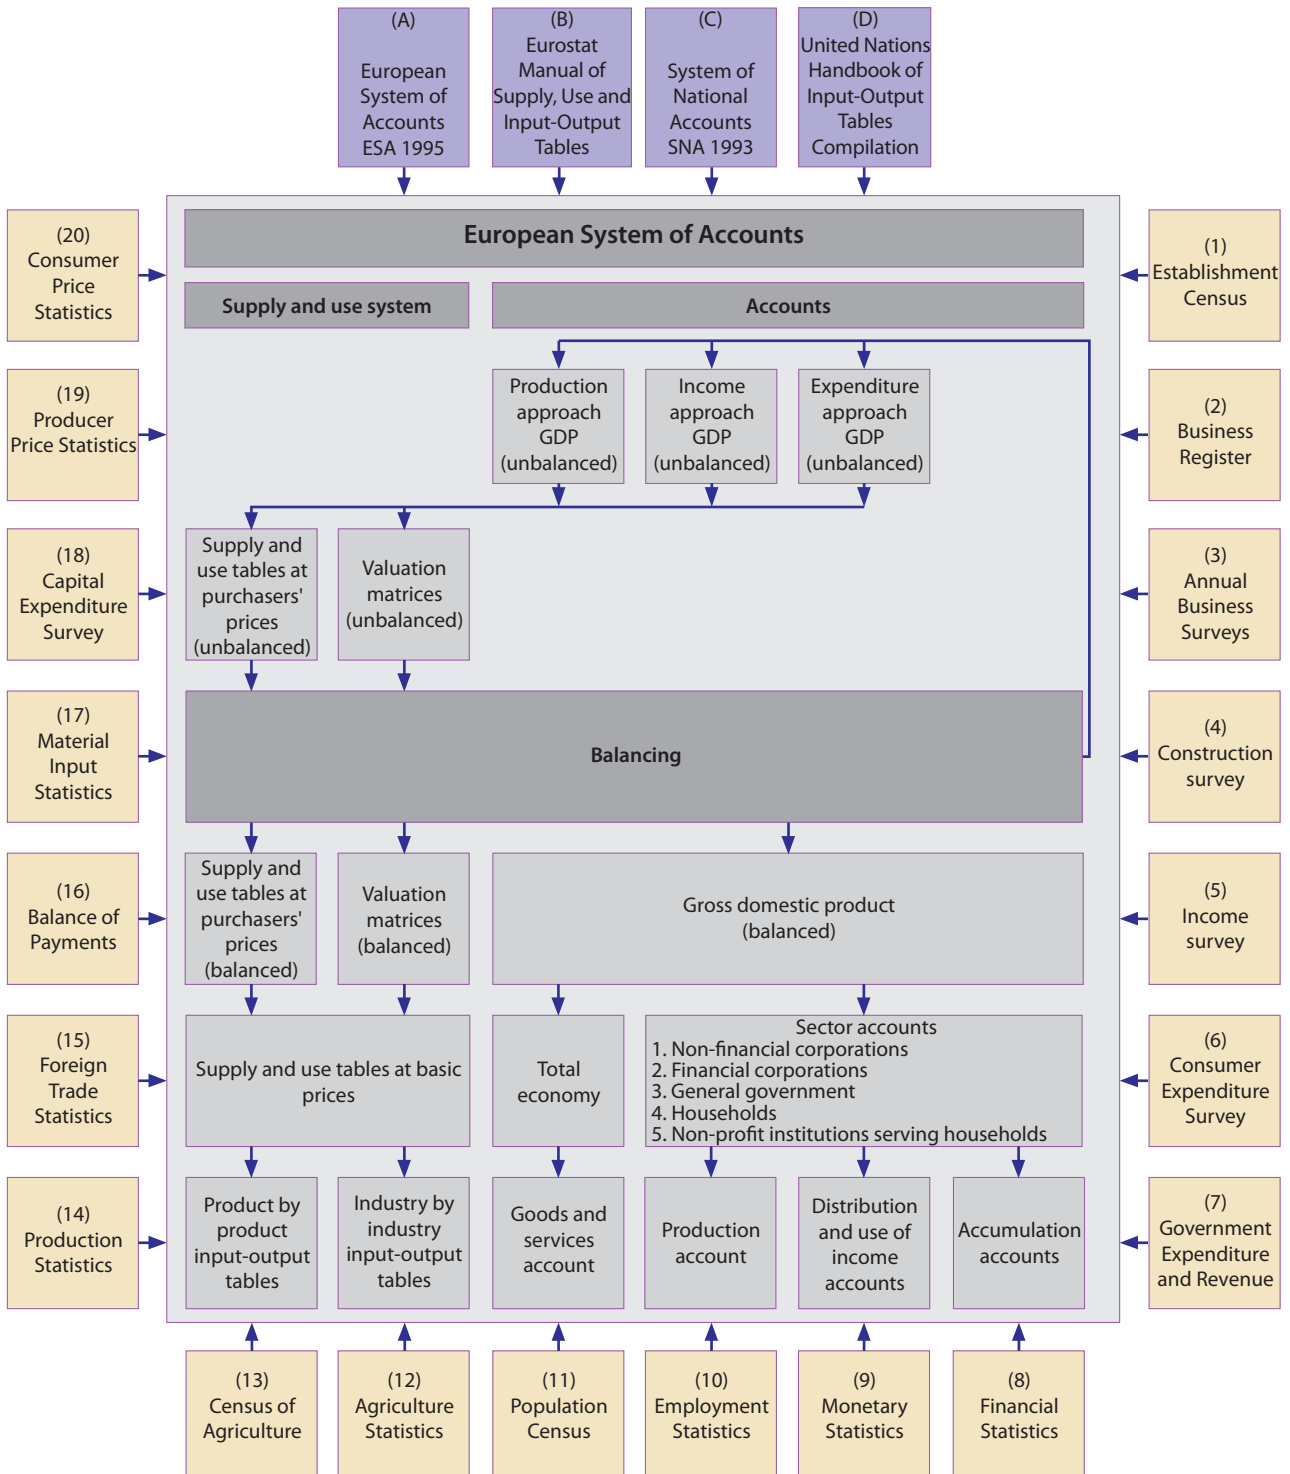 (A)
European
System of
Accounts
ESA 1995
(B)
Eurostat
Manual of
Supply, Use and
Input-Output
Tables
(C)
System of
National
Accounts
SNA 1993
(D)
United Nations
Handbook of
Input-Output
Tables
Compilation
European System of Accounts
Supply and use system
Accounts
(20)
Consumer
Price
Statistics
(19)
Producer
Price Statistics
(18)
Capital
Expenditure
Survey
(17)
Material
Input
Statistics
(16)
Balance of
Payments
(15)
Foreign
Trade
Statistics
(14)
Production
Statistics
Production
approach
GDP
(unbalanced)
Income
approach
GDP
(unbalanced)
Expenditure
approach
GDP
(unbalanced)
Supply and
use tables at
purchasers'
prices
(unbalanced)
Valuation
matrices
(unbalanced)
Balancing
Supply and
use tables at
purchasers'
prices
(balanced)
Valuation
matrices
(balanced)
Gross domestic product
(balanced)
Supply and use tables at basic
prices
Total
economy
Sector accounts
1. Non-financial corporations
2. Financial corporations
3. General government
4. Households
5. Non-profit institutions serving households
Product by
product
input-output
tables
Industry by
industry
input-output
tables
Goods and
services
account
Production
account
Distribution
and use of
income
accounts
Accumulation
accounts
(1)
Establishment
Census
(2)
Business
Register
(3)
Annual
Business
Surveys
(4)
Construction
survey
(5)
Income
survey
(6)
Consumer
Expenditure
Survey
(7)
Government
Expenditure
and Revenue
(13)
Census of
Agriculture
(12)
Agriculture
Statistics
(11)
Population
Census
(10)
Employment
Statistics
(9)
Monetary
Statistics
(8)
Financial
Statistics